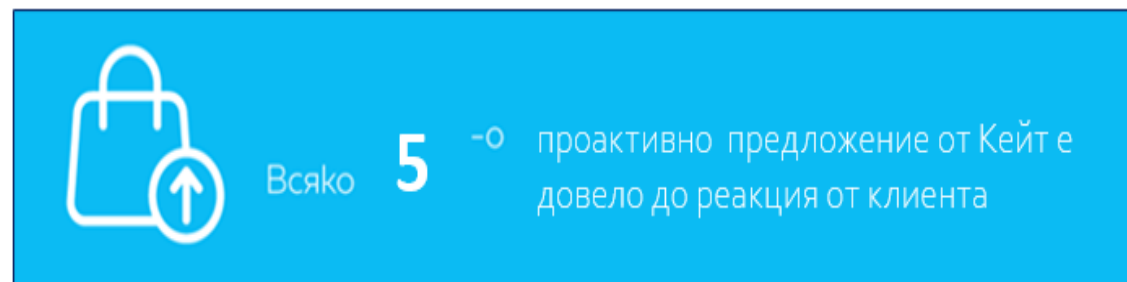 Всяко 5 -о проактивно предложение от Кейт е
довело до реакция от клиента